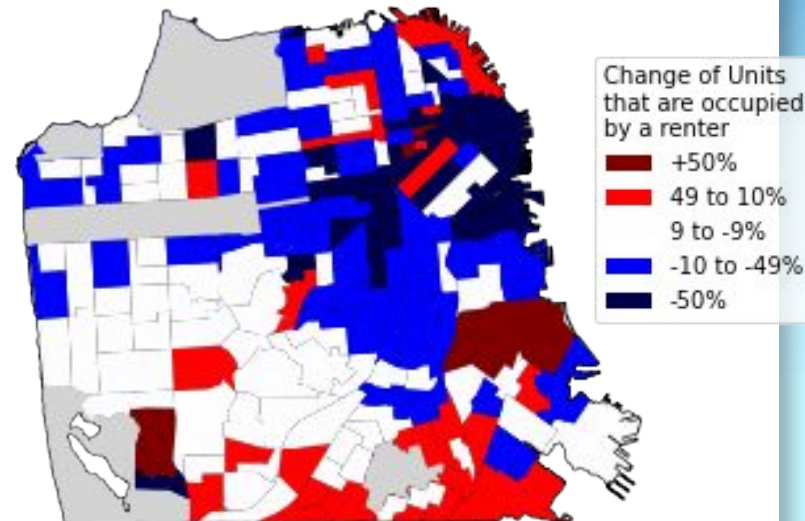 Change of Units
that are occupied
by a renter
+50%
49 to 10%
9 to -9%
-10 to -49%
-50%